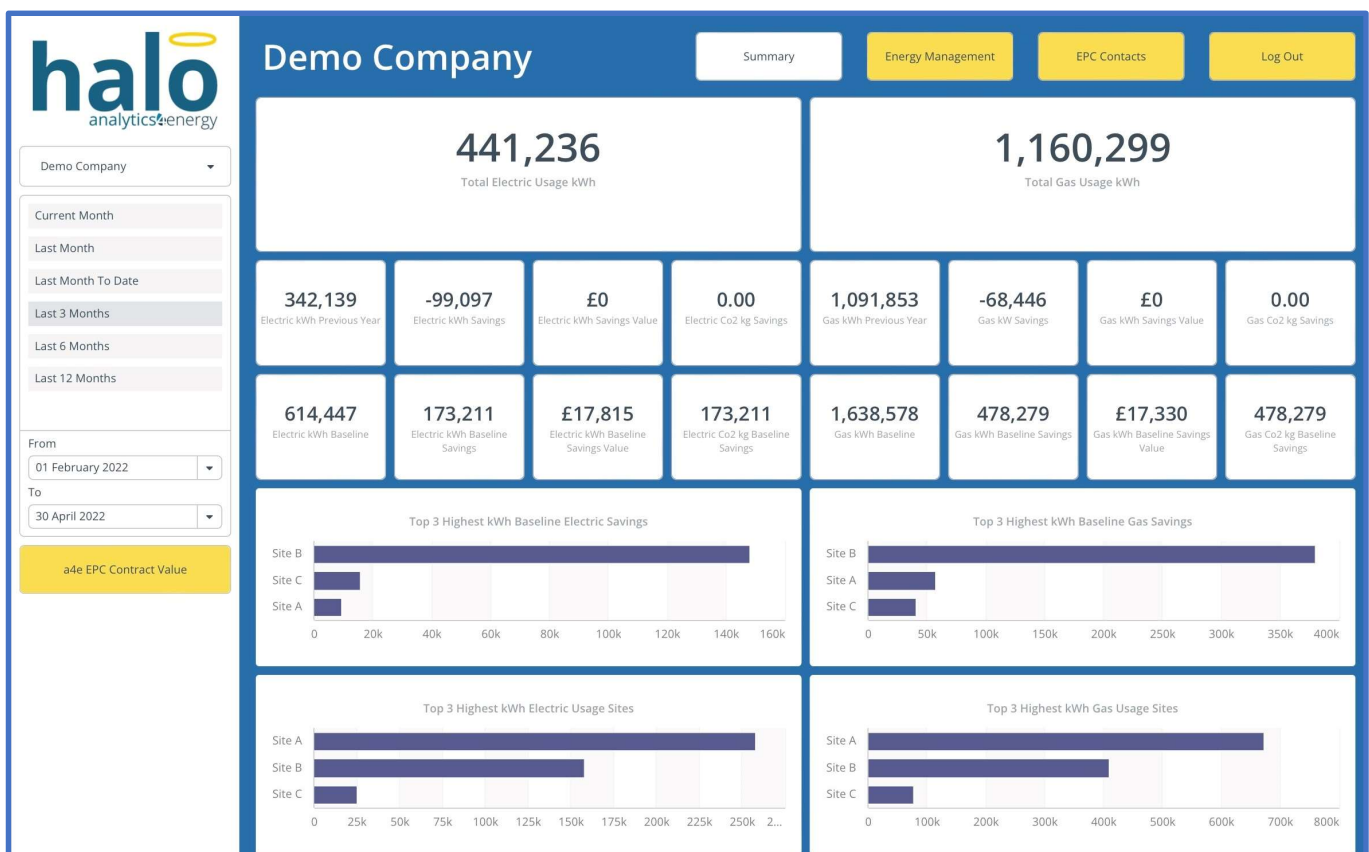 halo
analytics4energy
Demo Company
Current Month
Last Month
Last Month To Date
Last 3 Months
Last 6 Months
Last 12 Months
From
01 February 2022
To
30 April 2022
a4e EPC Contract Value
Demo Company
Summary
Energy Management
EPC Contacts
Log Out
441,236
Total Electric Usage kWh
1,160,299
Total Gas Usage kWh
342,139
Electric kWh Previous Year
-99,097
Electric kWh Savings
£0
Electric kWh Savings Value
0.00
Electric Co2 kg Savings
1,091,853
Gas kWh Previous Year
-68,446
Gas kW Savings
£0
Gas kWh Savings Value
0.00
Gas Co2 kg Savings
614,447
Electric kWh Baseline
173,211
Electric kWh Baseline
Savings
£17,815
Electric kWh Baseline
Savings Value
173,211
Electric Co2 kg Baseline
Savings
1,638,578
Gas kWh Baseline
478,279
Gas kWh Baseline Savings
£17,330
Gas kWh Baseline Savings
Value
478,279
Gas Co2 kg Baseline
Savings
Top 3 Highest kWh Baseline Electric Savings
Site B
Site C
Site A
0 20k 40k 60k 80k 100k 120k 140k 160k
Top 3 Highest kWh Baseline Gas Savings
Site B
Site A
Site C
0 50k 100k 150k 200k 250k 300k 350k 400k
Top 3 Highest kWh Electric Usage Sites
Site A
Site B
Site C
0 25k 50k 75k 100k 125k 150k 175k 200k 225k 250k 2...
Top 3 Highest kWh Gas Usage Sites
Site A
Site B
Site C
0 100k 200k 300k 400k 500k 600k 700k 800k